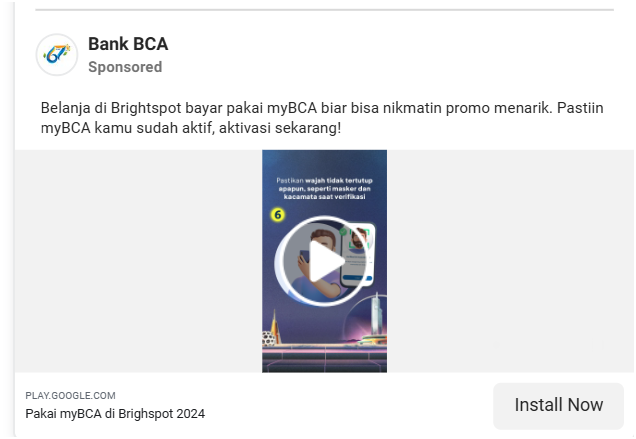 67
Bank BCA
Sponsored
Belanja di Brightspot bayar pakai myBCA biar bisa nikmatin promo menarik. Pastiin
myBCA kamu sudah aktif, aktivasi sekarang!
Pastikan wajah tidak tertutup
apapun, seperti masker dan
kacamata saat verifikasi
6
PLAY.GOOGLE.COM
Pakai myBCA di Brighspot 2024
Install Now